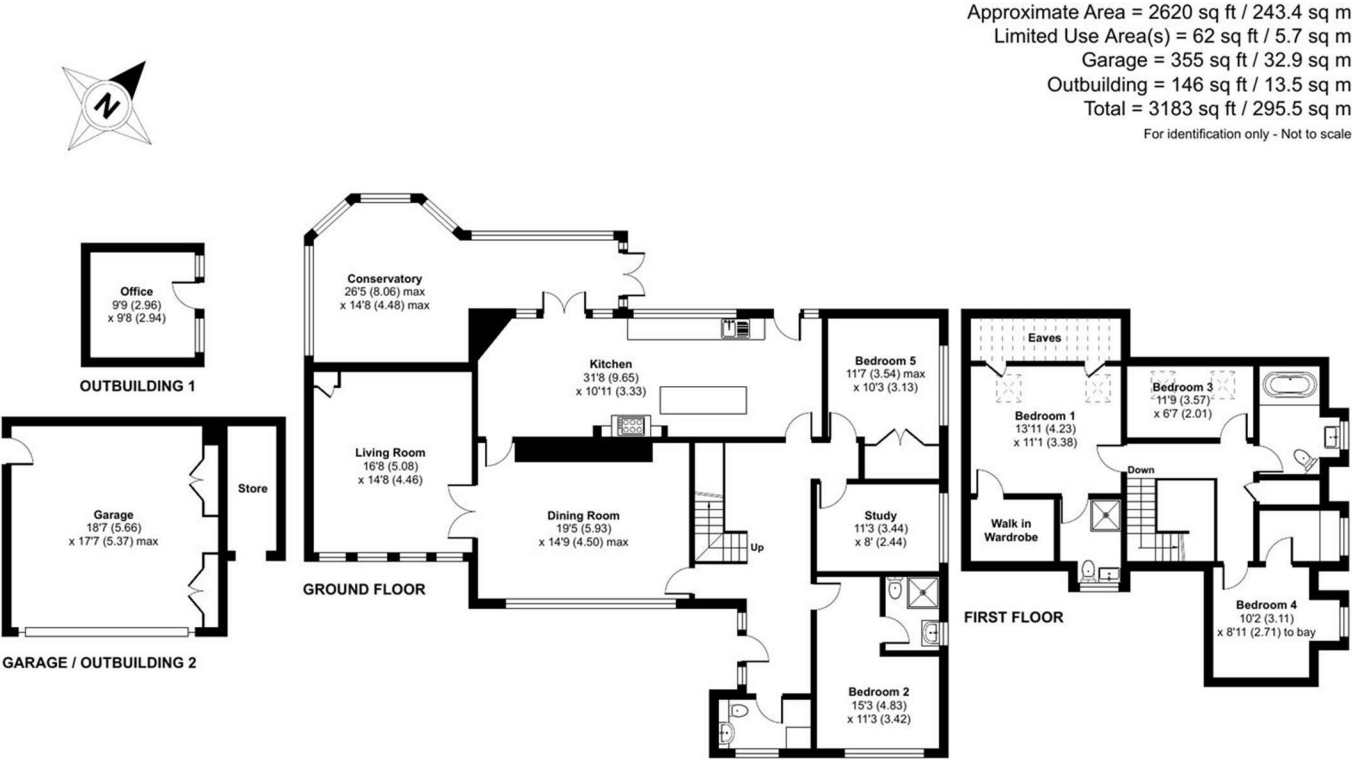 Approximate Area = 2620 sq ft / 243.4 sq m
Limited Use Area(s) = 62 sq ft / 5.7 sq m
Garage = 355 sq ft / 32.9 sq m
Outbuilding = 146 sq ft / 13.5 sq m
Total = 3183 sq ft / 295.5 sq m
For identification only - Not to scale
N
Office
9'9 (2.96)
x 9'8 (2.94)
OUTBUILDING 1
Garage
18'7 (5.66)
x 17'7 (5.37) max
Store
GARAGE / OUTBUILDING 2
Conservatory
26'5 (8.06) max
x 14'8 (4.48) max
Kitchen
31'8 (9.65)
x 10'11 (3.33)
Bedroom 5
11'7 (3.54) max
x 10'3 (3.13)
Living Room
16'8 (5.08)
x 14'8 (4.46)
Dining Room
19'5 (5.93)
x 14'9 (4.50) max
Up
Study
11'3 (3.44)
x 8' (2.44)
Bedroom 2
15'3 (4.83)
x 11'3 (3.42)
GROUND FLOOR
Eaves
Bedroom 1
13'11 (4.23)
x 11'1 (3.38)
Bedroom 3
11'9 (3.57)
x 6'7 (2.01)
Down
Walk in
Wardrobe
Bedroom 4
10'2 (3.11)
x 8'11 (2.71) to bay
FIRST FLOOR